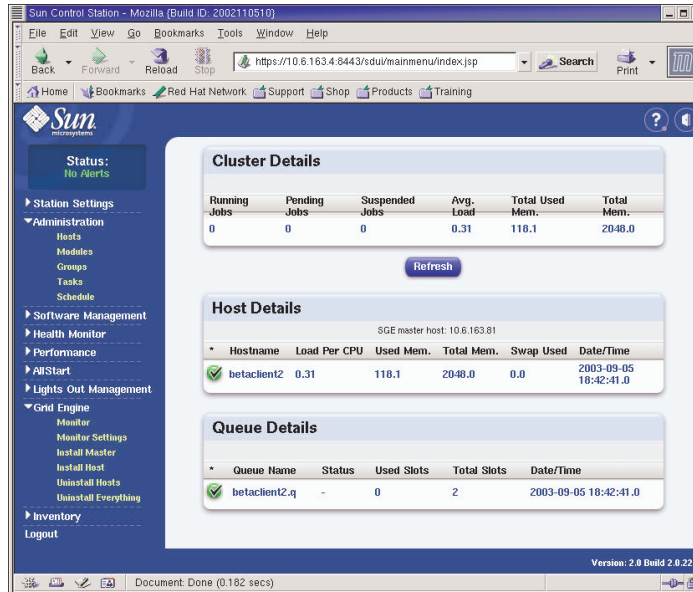 Sun Control Station - Mozilla {Build ID: 2002110510}
File Edit View Go Bookmarks Tools Window Help
Back Forward Reload Stop https://10.6.163.4:8443/sdui/mainmenu/index.jsp Search Print
Home Bookmarks Red Hat Network Support Shop Products Training
Sun
microsystems
?
Status:
No Alerts
Station Settings
Administration
Hosts
Modules
Groups
Tasks
Schedule
Software Management
Health Monitor
Performance
AllStart
Lights Out Management
Grid Engine
Monitor
Monitor Settings
Install Master
Install Host
Uninstall Hosts
Uninstall Everything
Inventory
Logout
Cluster Details
Running Jobs Pending Jobs Suspended Jobs Avg. Load Total Used Mem. Total Mem.
0 0 0 0.31 118.1 2048.0
Refresh
Host Details
SGE master host: 10.6.163.81
* Hostname Load Per CPU Used Mem. Total Mem. Swap Used Date/Time
betaclient2 0.31 118.1 2048.0 0.0 2003-09-05 18:42:41.0
Queue Details
* Queue Name Status Used Slots Total Slots Date/Time
betaclient2.q - 0 2 2003-09-05 18:42:41.0
Version: 2.0 Build 2.0.22
Document: Done (0.182 secs)